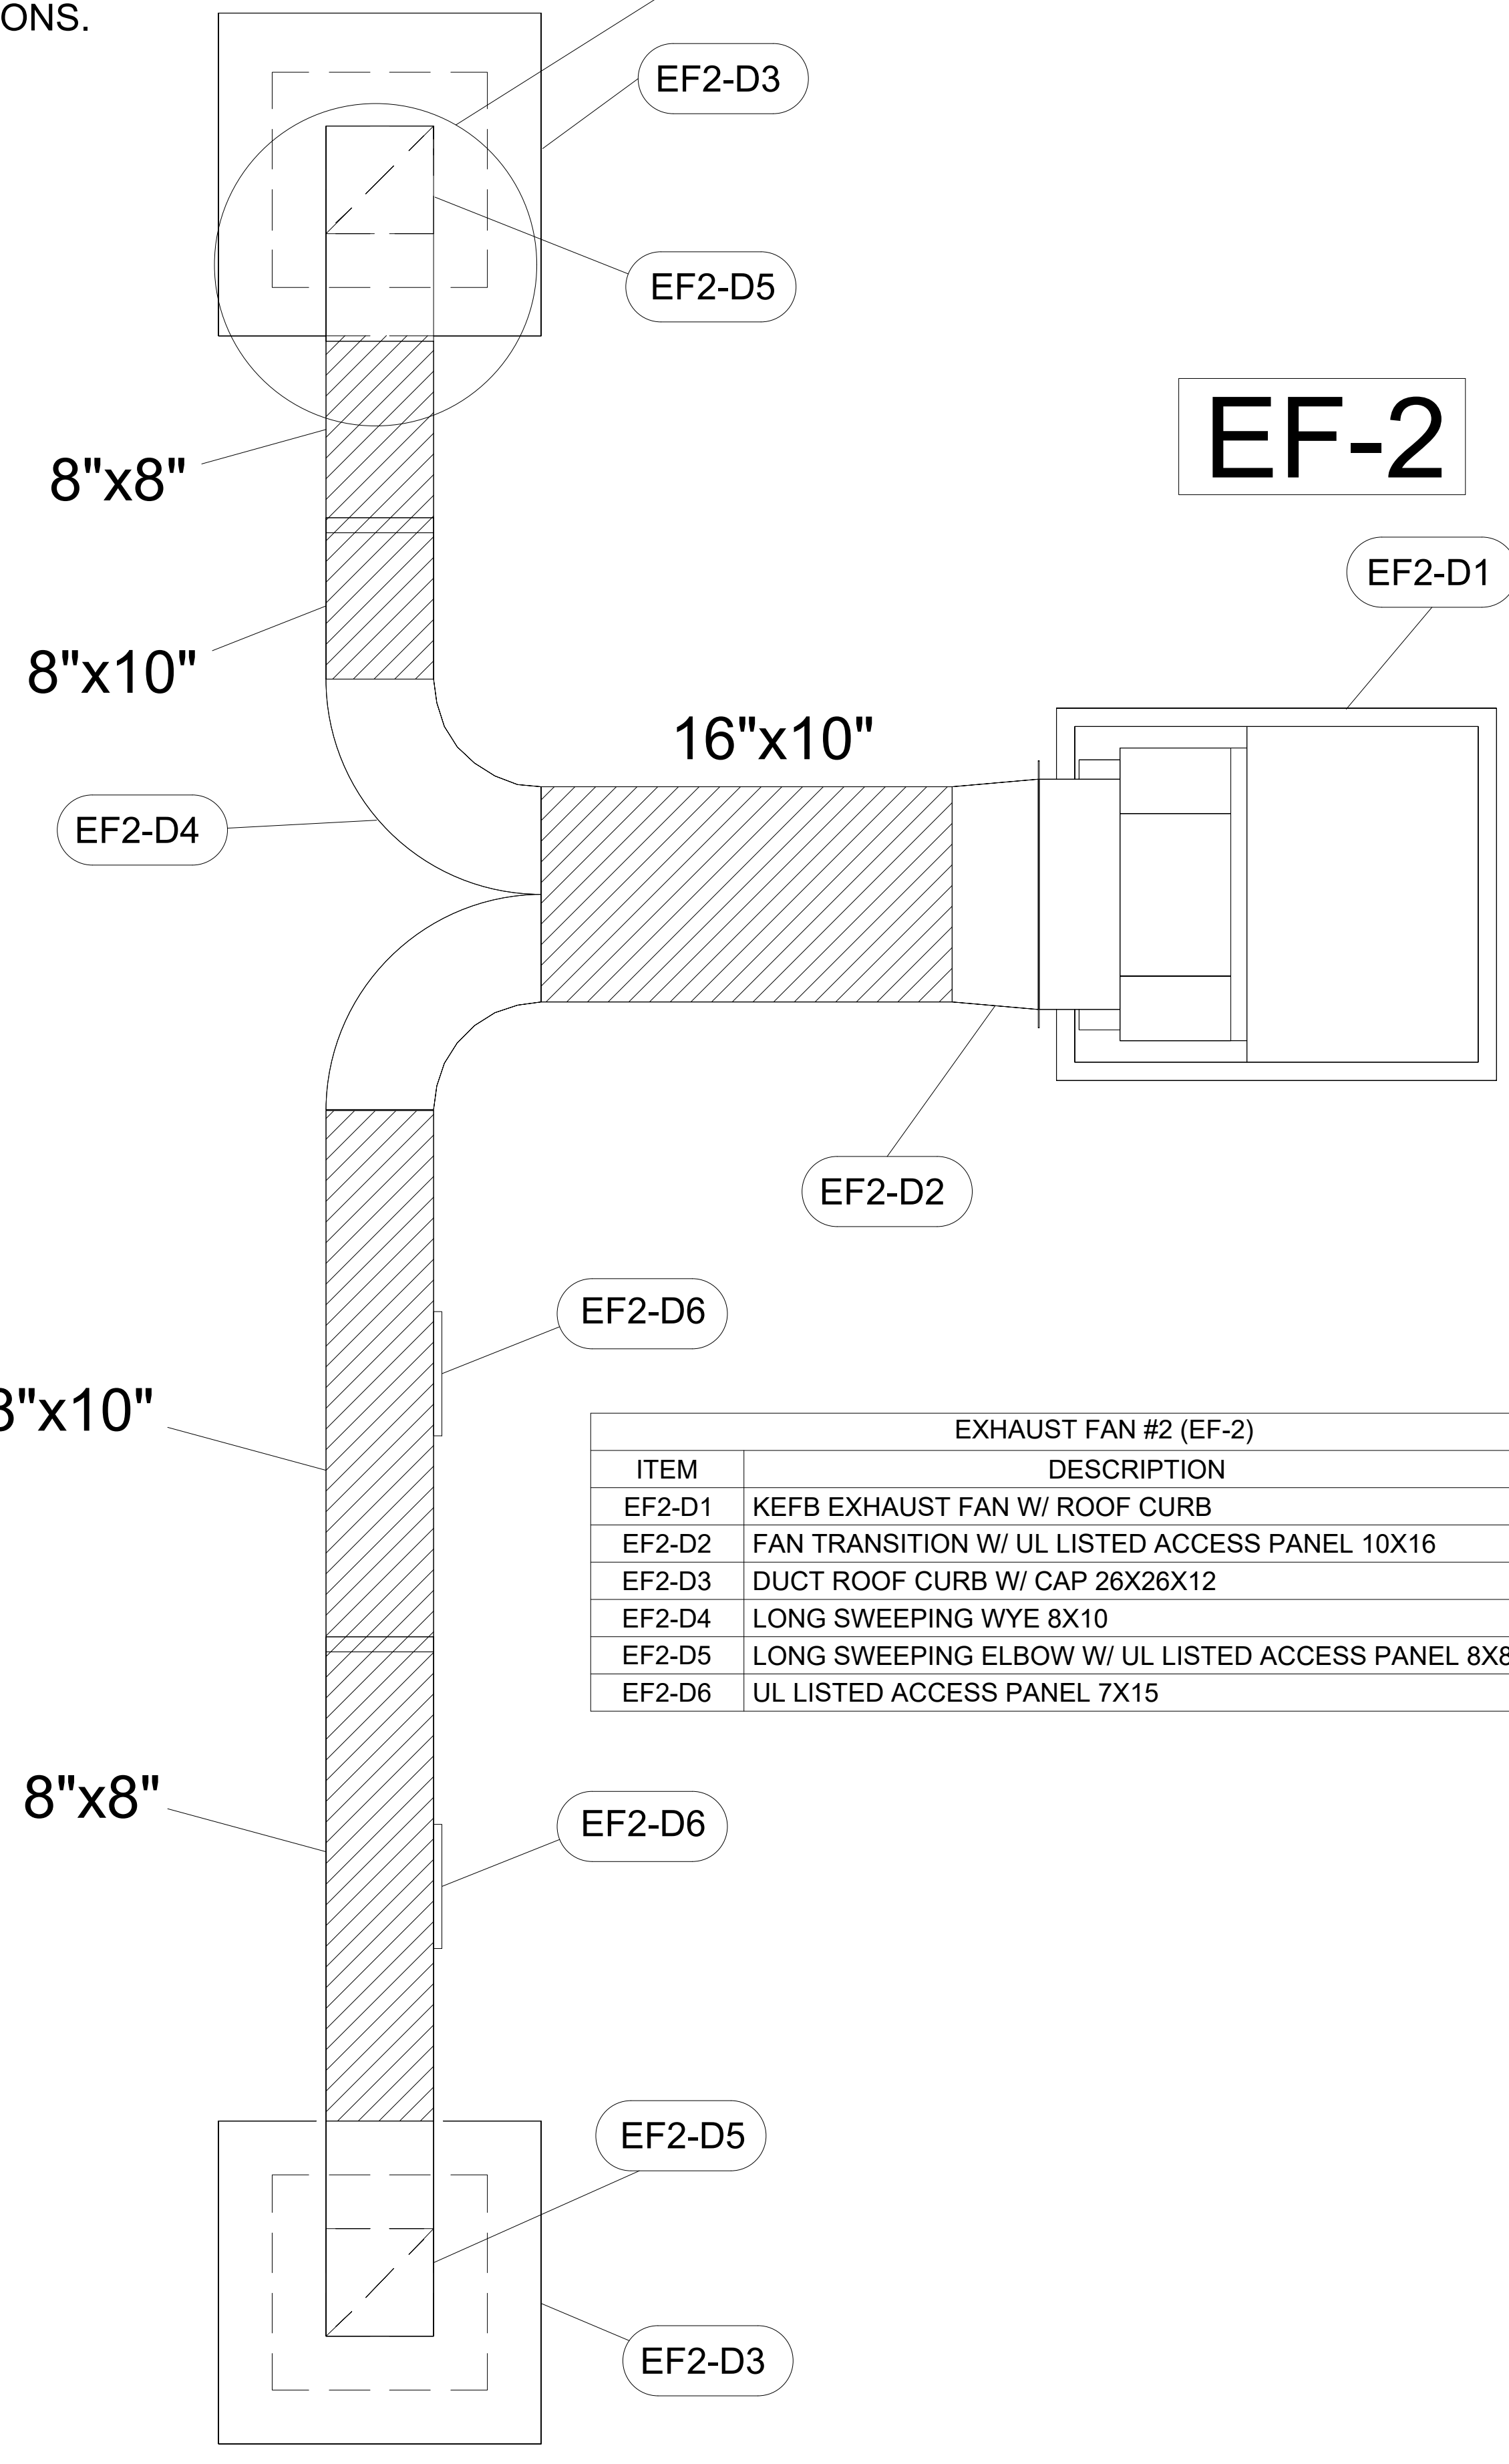 ONS.
EF2-D3
EF2-D5
EF-2
8"x8"
EF2-D1
8"x10"
16"x10"
EF2-D4
EF2-D2
EF2-D6
8"x10"
EXHAUST FAN #2 (EF-2)
ITEM DESCRIPTION
EF2-D1 KEFB EXHAUST FAN W/ ROOF CURB
EF2-D2 FAN TRANSITION W/ UL LISTED ACCESS PANEL 10X16
EF2-D3 DUCT ROOF CURB W/ CAP 26X26X12
EF2-D4 LONG SWEEPING WYE 8X10
EF2-D5 LONG SWEEPING ELBOW W/ UL LISTED ACCESS PANEL 8X8
EF2-D6 UL LISTED ACCESS PANEL 7X15
8"x8"
EF2-D6
EF2-D5
EF2-D3